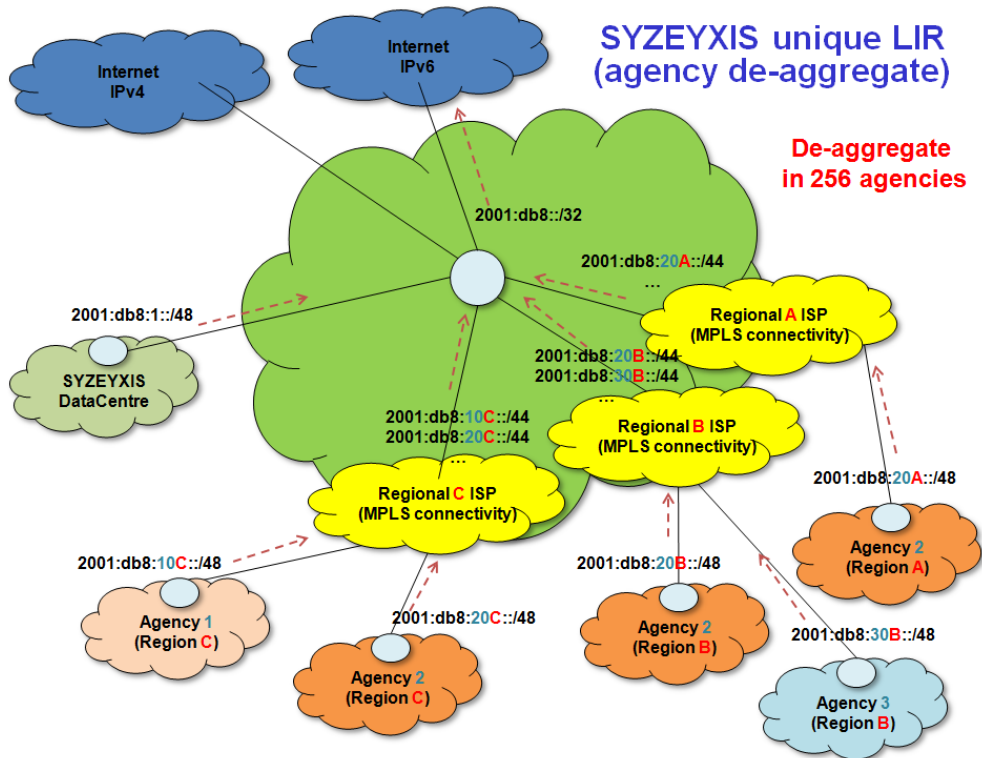 SYZEYXIS unique LIR
(agency de-aggregate)
Internet
IPv4
Internet
IPv6
De-aggregate
in 256 agencies
2001:db8::/32
2001:db8:20A::/44
...
Regional A ISP
(MPLS connectivity)
2001:db8:1::/48
SYZEYXIS
DataCentre
2001:db8:20B::/44
2001:db8:30B::/44
...
Regional B ISP
(MPLS connectivity)
2001:db8:10C::/44
2001:db8:20C::/44
...
Regional C ISP
(MPLS connectivity)
2001:db8:20A::/48
Agency 2
(Region A)
2001:db8:10C::/48
Agency 1
(Region C)
2001:db8:20C::/48
Agency 2
(Region C)
2001:db8:20B::/48
Agency 2
(Region B)
2001:db8:30B::/48
Agency 3
(Region B)